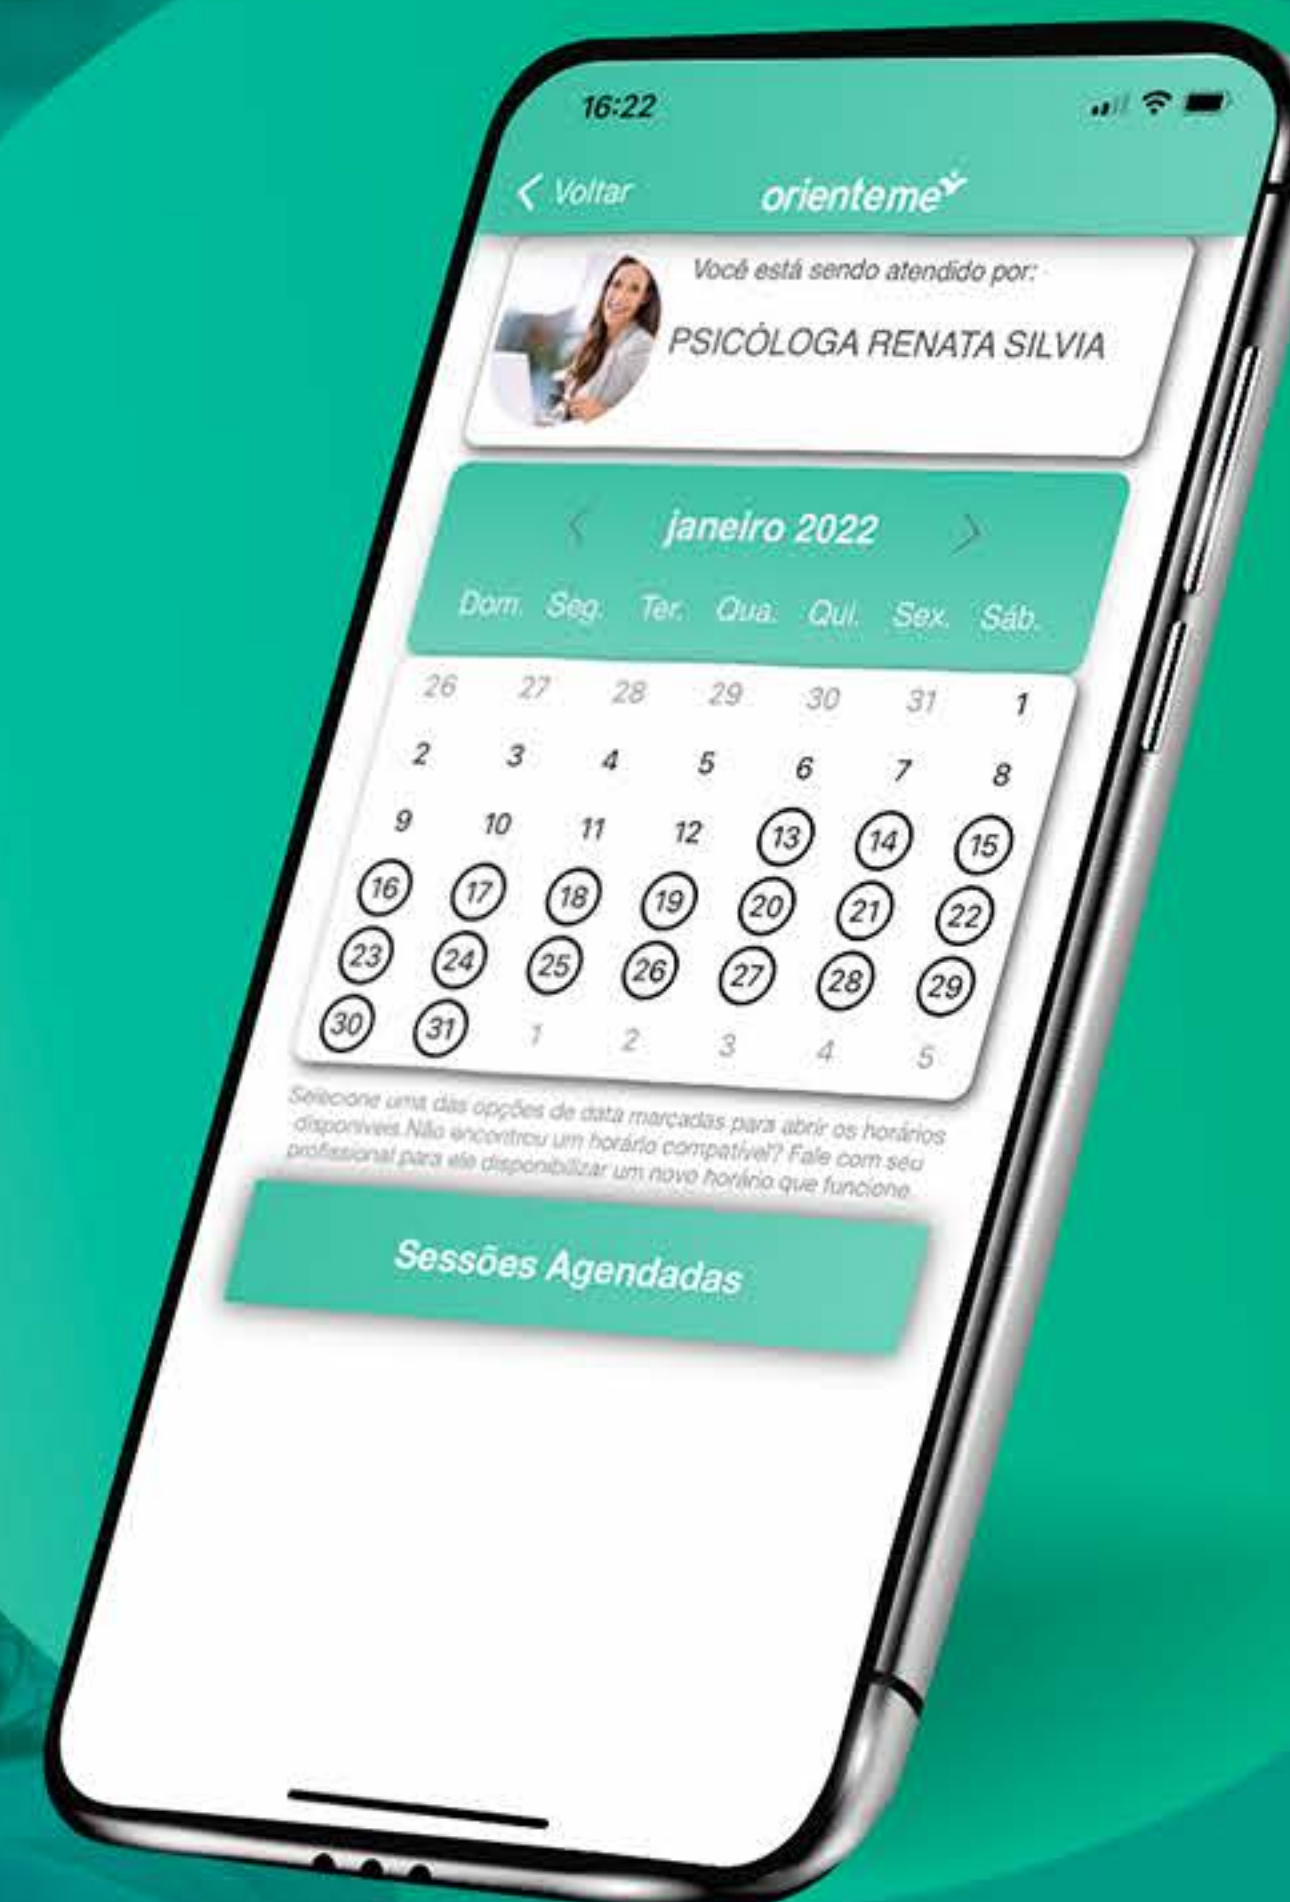 16:22
Voltar
orienteme
Você está sendo atendido por:
PSICÓLOGA RENATA SILVIA
janeiro 2022
Dom. Seg. Ter. Qua. Qui. Sex. Sáb.
26 27 28 29 30 31 1
2 3 4 5 6 7 8
9 10 11 12 13 14 15
16 17 18 19 20 21 22
23 24 25 26 27 28 29
30 31 1 2 3 4 5
Selecione uma das opções de data marcadas para abrir os horários
disponíveis.Não encontrou um horário compatível? Fale com seu
profissional para ele disponibilizar um novo horário que funcione.
Sessões Agendadas